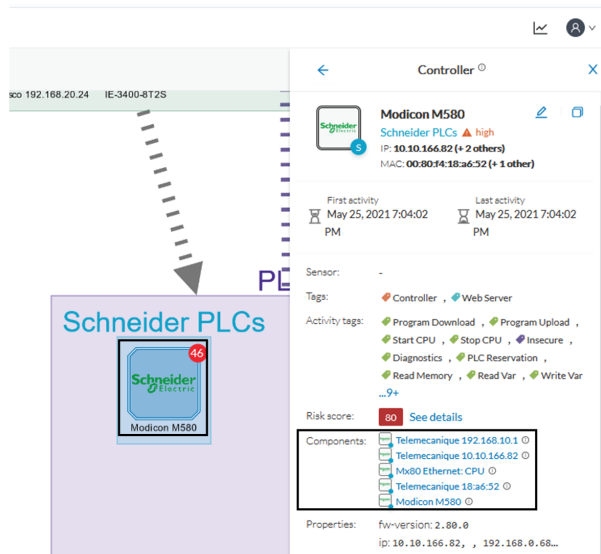 Controller
sco 192.168.20.24 IE-3400-8T2S
Schneider
Electric
S
Modicon M580
Schneider PLCs high
IP: 10.10.166.82 (+ 2 others)
MAC: 00:80:f4:18:a6:52 (+ 1 other)
First activity
May 25, 2021 7:04:02
PM
Last activity
May 25, 2021 7:04:02
PM
Sensor: -
Tags: Controller , Web Server
Activity tags: Program Download , Program Upload ,
Start CPU , Stop CPU , Insecure ,
Diagnostics , PLC Reservation ,
Read Memory , Read Var , Write Var
...9+
Risk score: 80 See details
Components: Telemecanique 192.168.10.1
Telemecanique 10.10.166.82
Mx80 Ethernet: CPU
Telemecanique 18:a6:52
Modicon M580
Properties: fw-version: 2.80.0
ip: 10.10.166.82, , 192.168.0.68...
PL
Schneider PLCs
46
Schneider
Electric
Modicon M580